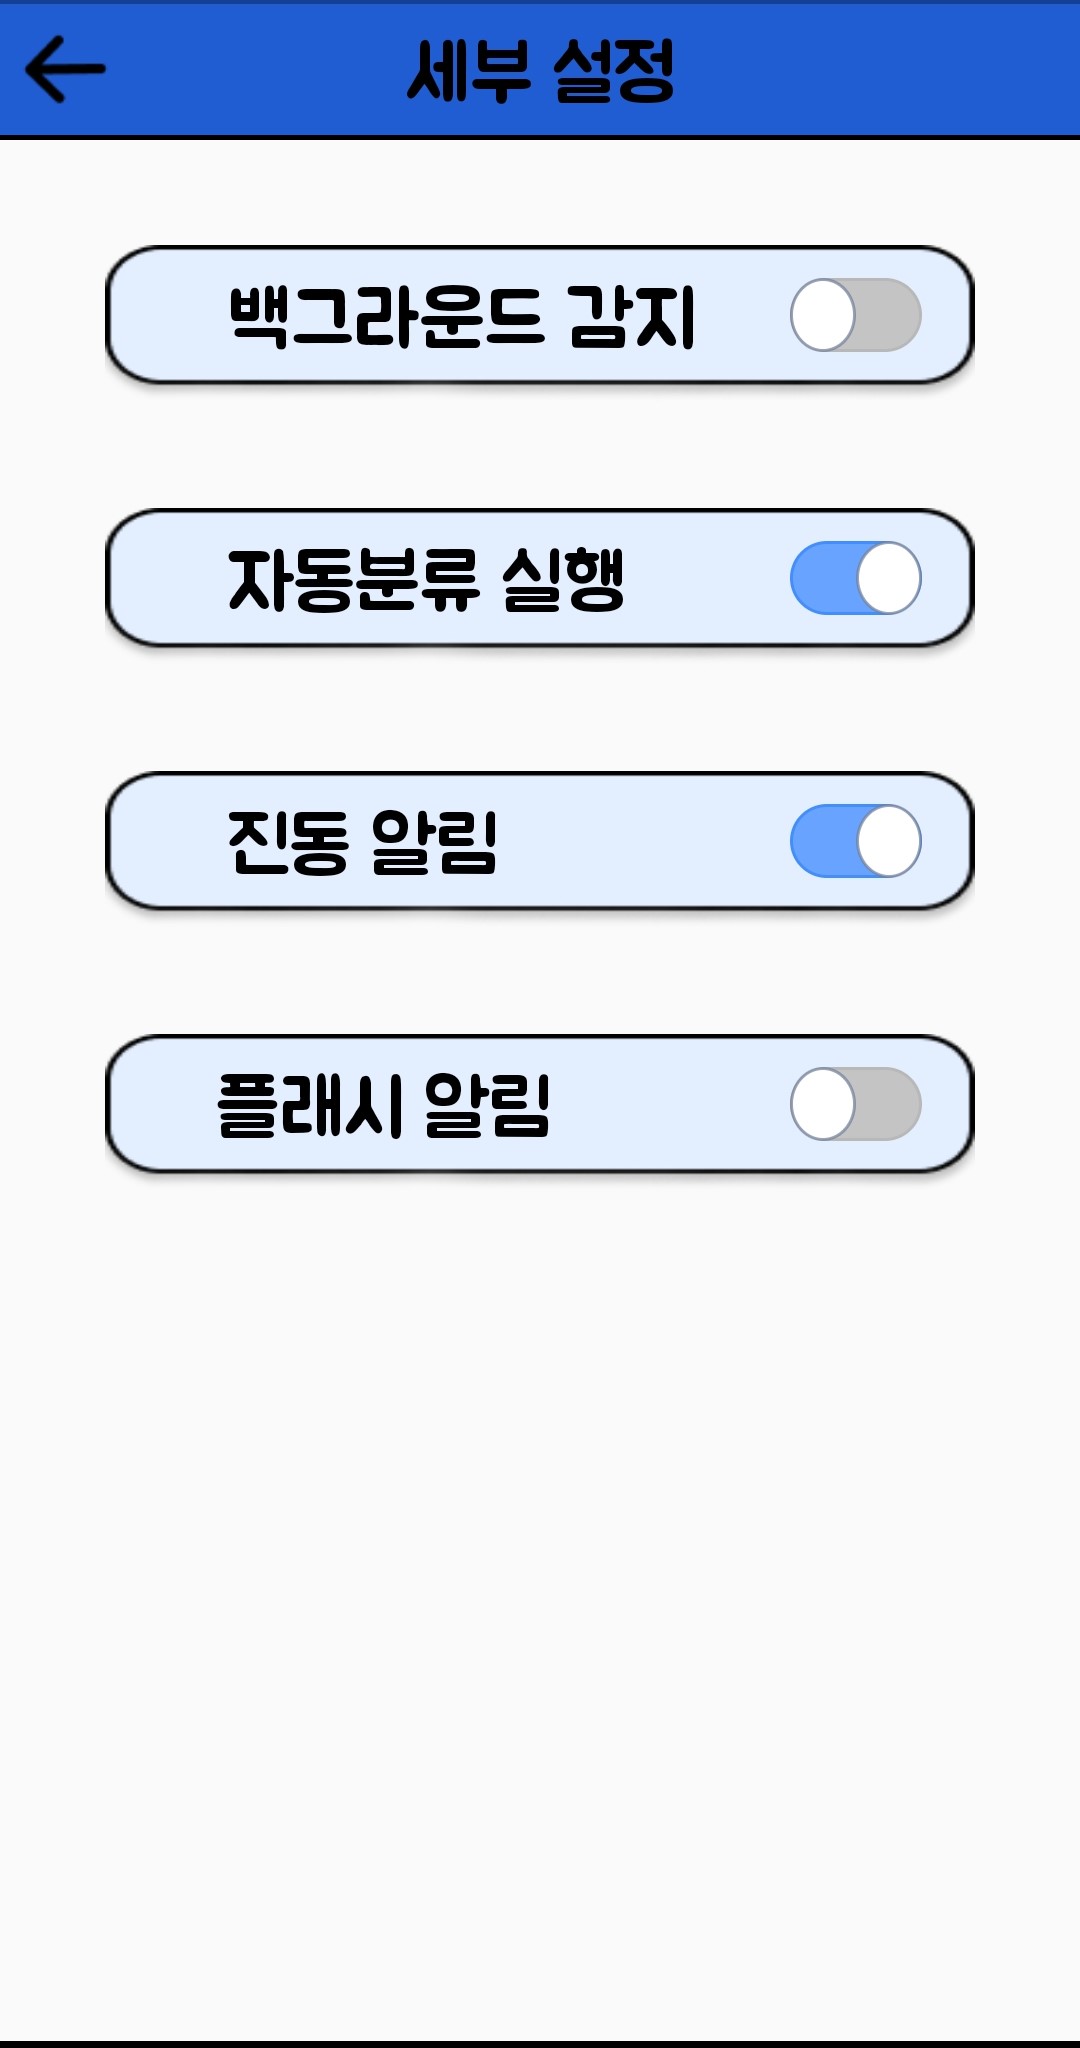 세부 설정
백그라운드 감지
자동분류 실행
진동 알림
플래시 알림